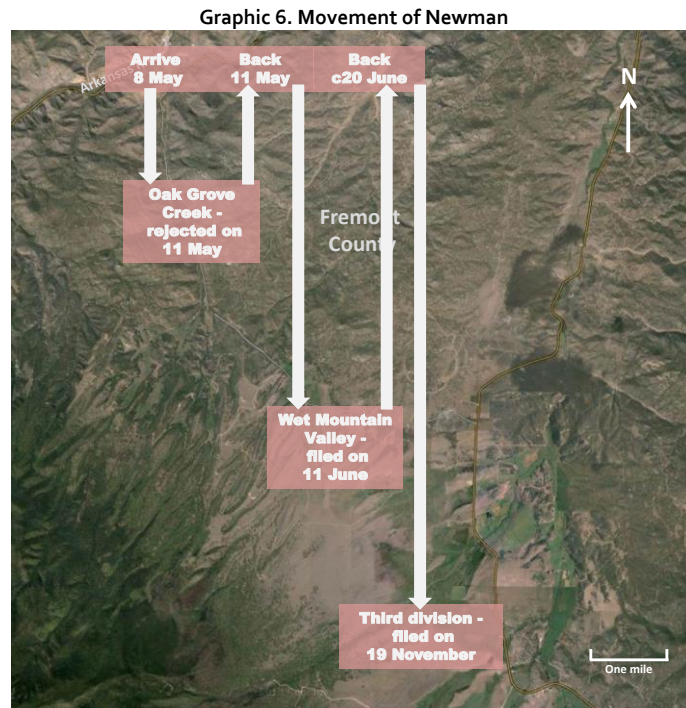 Graphic 6. Movement of Newman
Arrive
8 May
Back
11 May
Back
c20 June
N
Oak Grove
Creek -
rejected on
11 May
Fremont
County
Wet Mountain
Valley -
filed on
11 June
Third division -
filed on
19 November
One mile